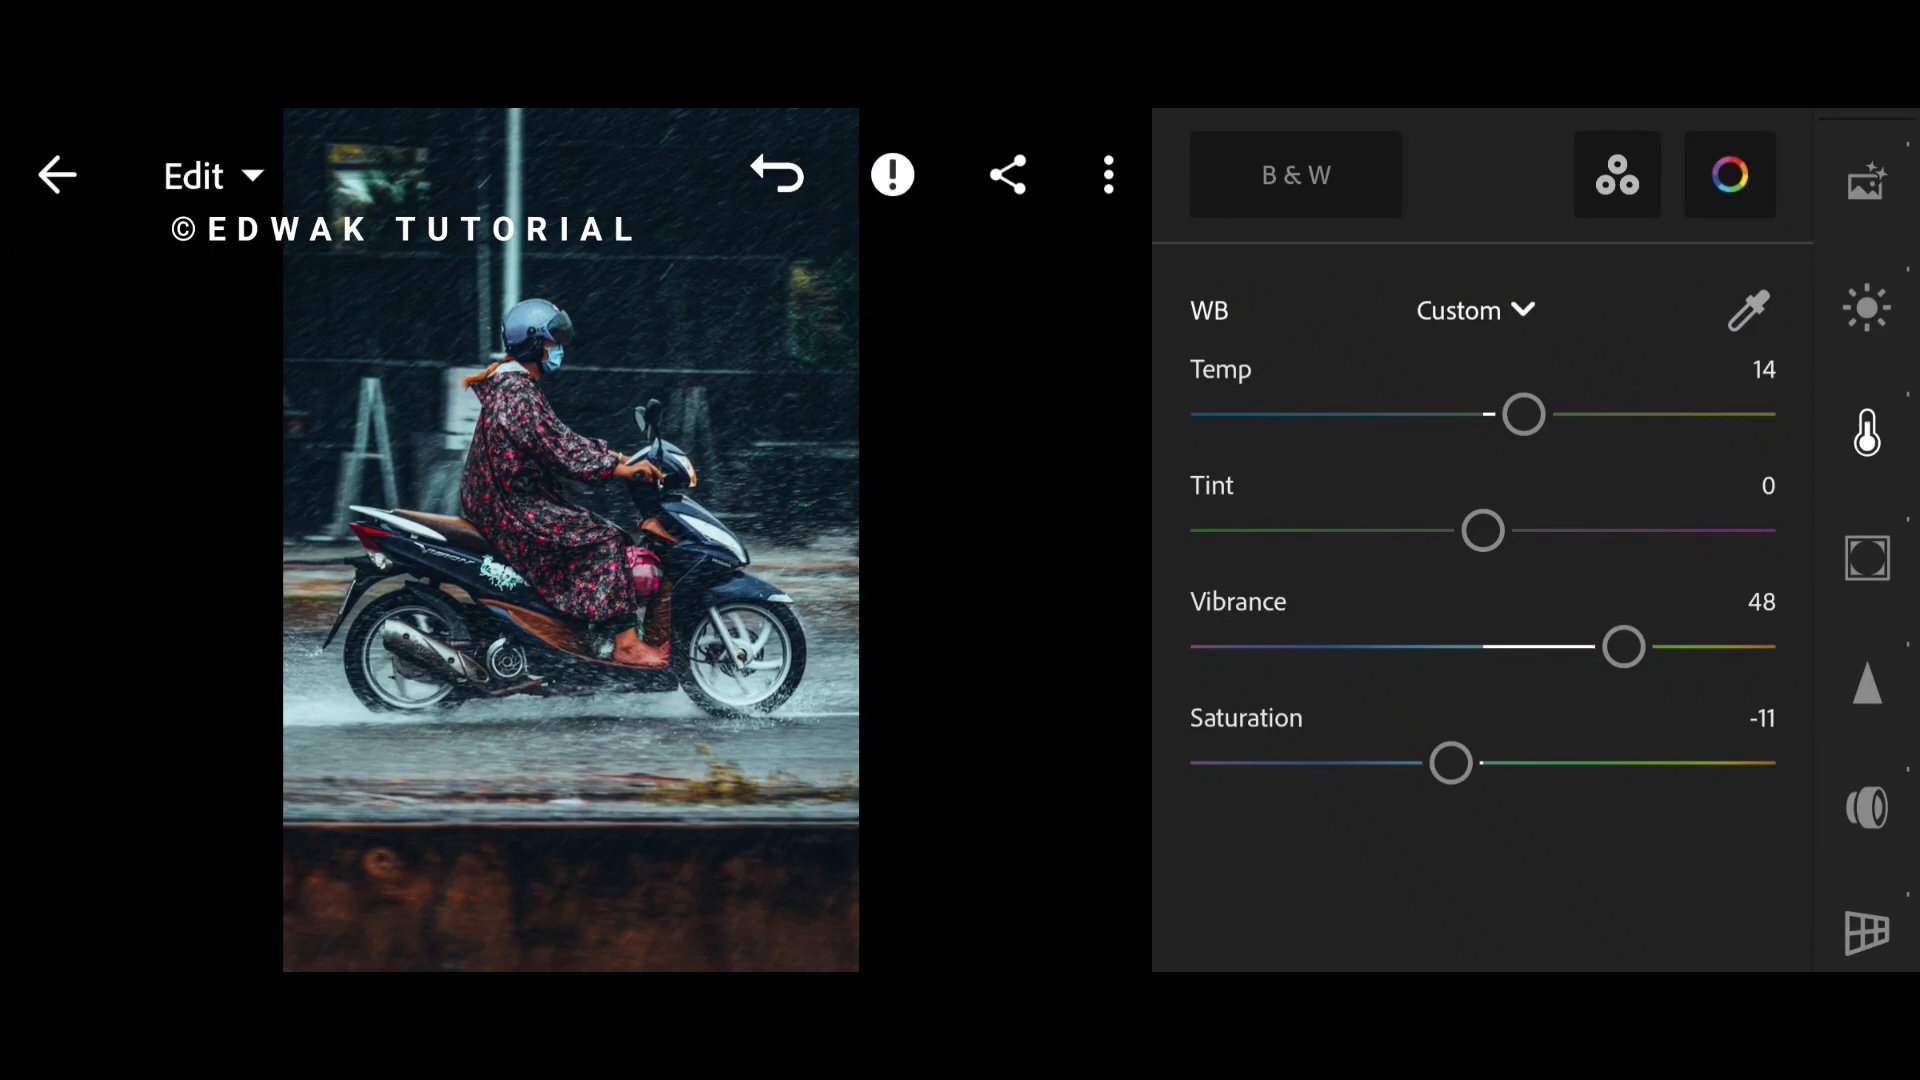 Edit
©EDWAK TUTORIAL
B & W
WB Custom
Temp 14
Tint 0
Vibrance 48
Saturation -11